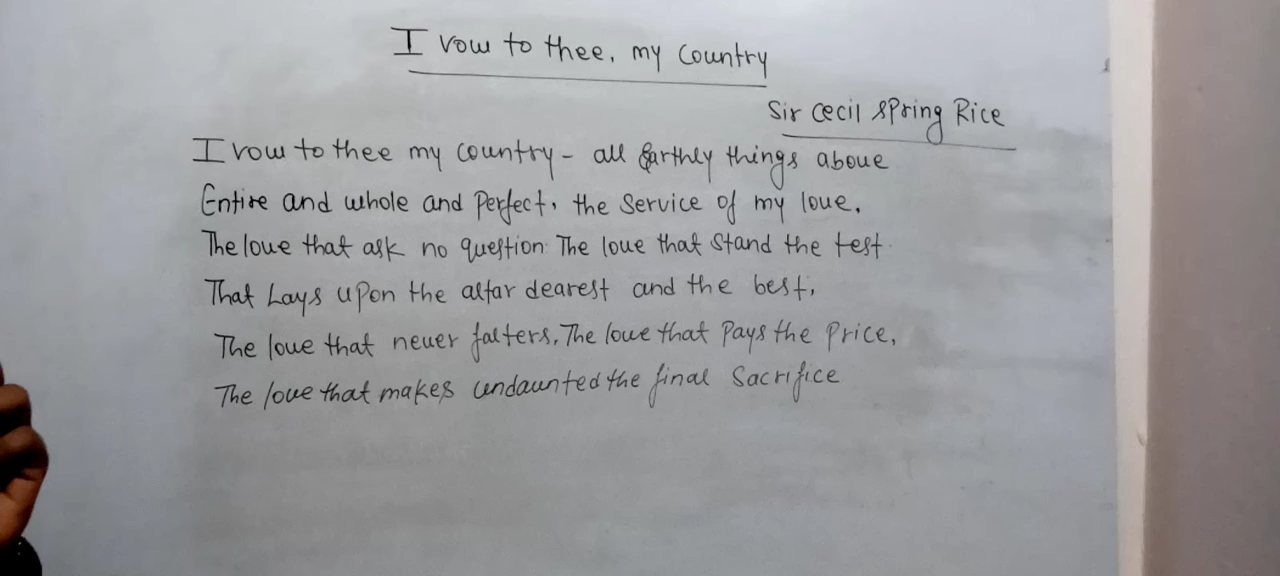 I vow to thee, my country
Sir Cecil Spring Rice
I vow to thee my country - all Earthly things above
Entire and whole and Perfect, the Service of my love,
The love that ask no question: The love that Stand the test.
That Lays upon the altar dearest and the best,
The love that never falters, The love that Pays the Price,
The love that makes undaunted the final Sacrifice